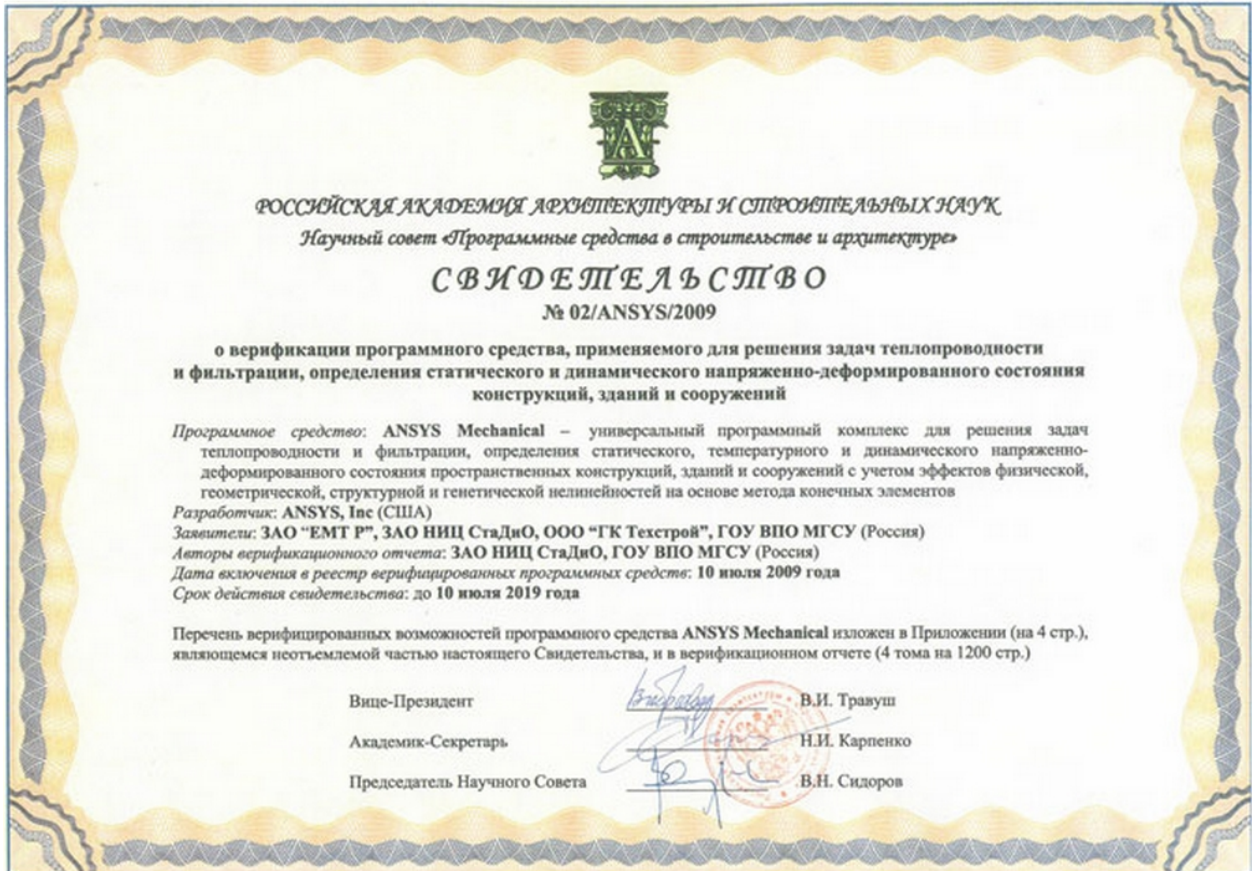 А
РОССИЙСКАЯ АКАДЕМИЯ АРХИТЕКТУРЫ И СТРОИТЕЛЬНЫХ НАУК
Научный совет «Программные средства в строительстве и архитектуре»
СВИДЕТЕЛЬСТВО
№ 02/ANSYS/2009
о верификации программного средства, применяемого для решения задач теплопроводности
и фильтрации, определения статического и динамического напряженно-деформированного состояния
конструкций, зданий и сооружений
Программное средство: ANSYS Mechanical – универсальный программный комплекс для решения задач
теплопроводности и фильтрации, определения статического, температурного и динамического напряженно-
деформированного состояния пространственных конструкций, зданий и сооружений с учетом эффектов физической,
геометрической, структурной и генетической нелинейностей на основе метода конечных элементов
Разработчик: ANSYS, Inc (США)
Заявители: ЗАО “ЕМТ Р”, ЗАО НИЦ СтаДиО, ООО “ГК Техстрой”, ГОУ ВПО МГСУ (Россия)
Авторы верификационного отчета: ЗАО НИЦ СтаДиО, ГОУ ВПО МГСУ (Россия)
Дата включения в реестр верифицированных программных средств: 10 июля 2009 года
Срок действия свидетельства: до 10 июля 2019 года
Перечень верифицированных возможностей программного средства ANSYS Mechanical изложен в Приложении (на 4 стр.),
являющемся неотъемлемой частью настоящего Свидетельства, и в верификационном отчете (4 тома на 1200 стр.)
Вице-Президент В.И. Травуш
Академик-Секретарь Н.И. Карпенко
Председатель Научного Совета В.Н. Сидоров